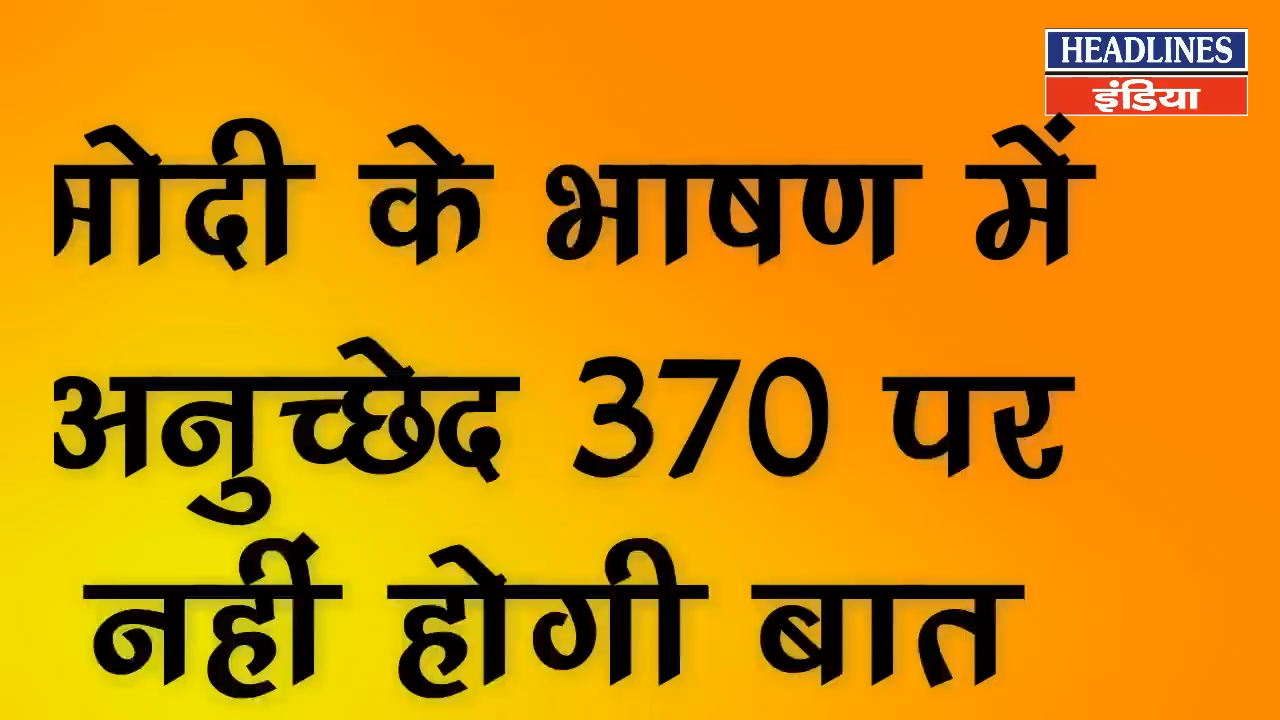 HEADLINES
इंडिया
मोदी के भाषण में
अनुच्छेद 370 पर
नहीं होगी बात